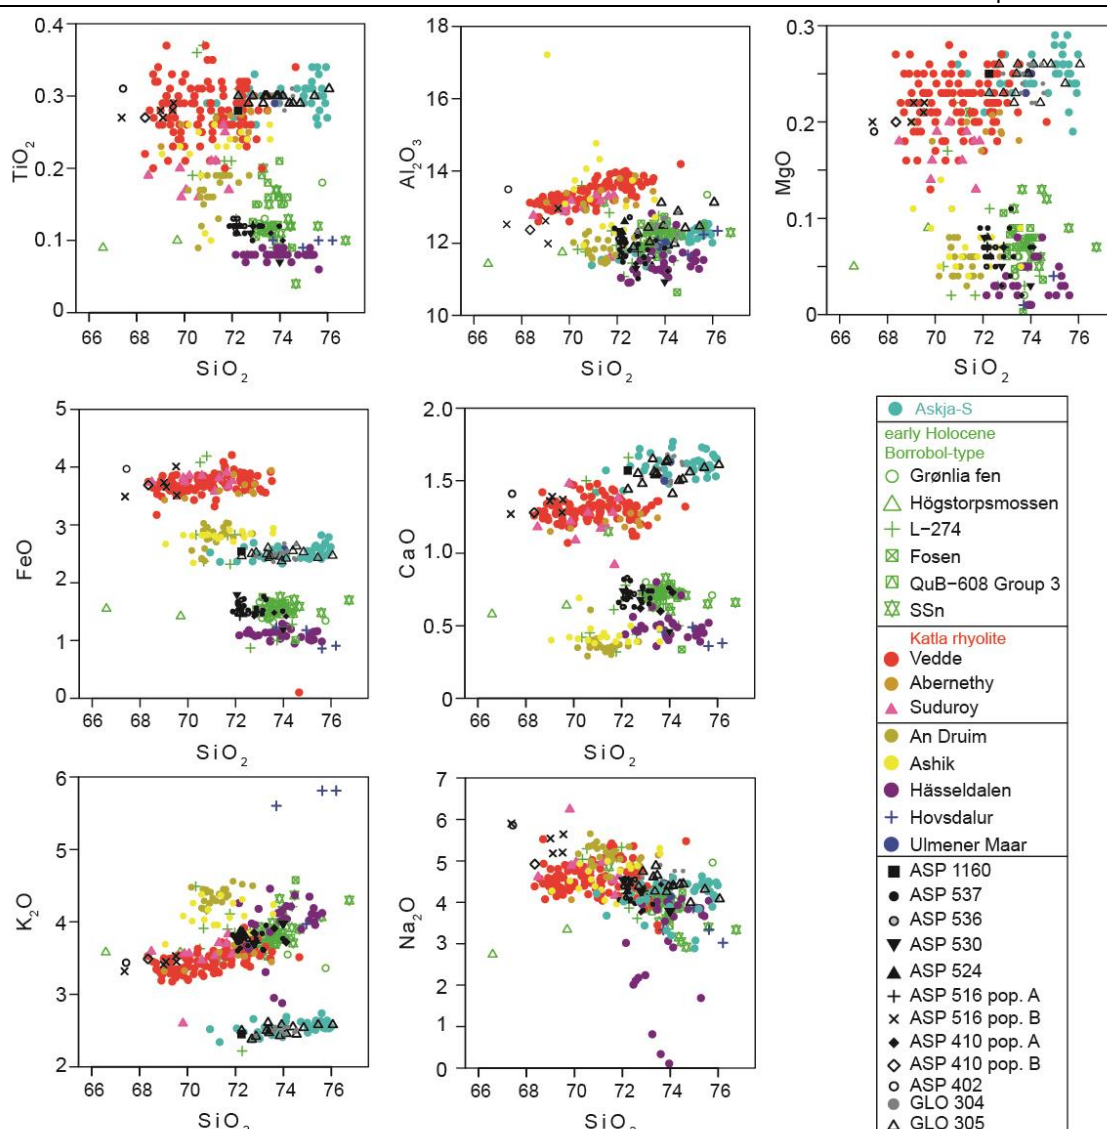 0.4
0.3
0.2
0.1
0
TiO2
66 68 70 72 74 76
SiO2
18
16
14
12
10
Al2O3
66 68 70 72 74 76
SiO2
0.3
0.2
0.1
0
MgO
66 68 70 72 74 76
SiO2
5
4
3
2
1
0
FeO
66 68 70 72 74 76
SiO2
2.0
1.5
1.0
0.5
0
CaO
66 68 70 72 74 76
SiO2
6
5
4
3
2
K2O
66 68 70 72 74 76
SiO2
7
6
5
4
3
2
1
0
Na2O
66 68 70 72 74 76
SiO2
Askja-S
early Holocene
Borrobol-type
Grønlia fen
Högstorpsmossen
L−274
Fosen
QuB−608 Group 3
SSn
Katla rhyolite
Vedde
Abernethy
Suduroy
An Druim
Ashik
Hässeldalen
Hovsdalur
Ulmener Maar
ASP 1160
ASP 537
ASP 536
ASP 530
ASP 524
ASP 516 pop. A
ASP 516 pop. B
ASP 410 pop. A
ASP 410 pop. B
ASP 402
GLO 304
GLO 305